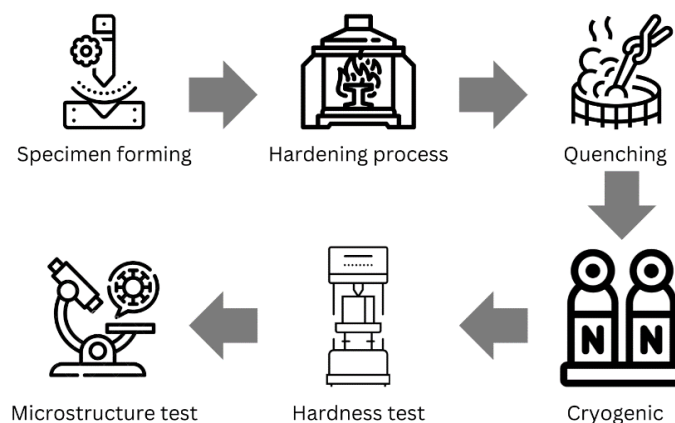 Specimen forming
Hardening process
Quenching
N N
Cryogenic
Hardness test
Microstructure test